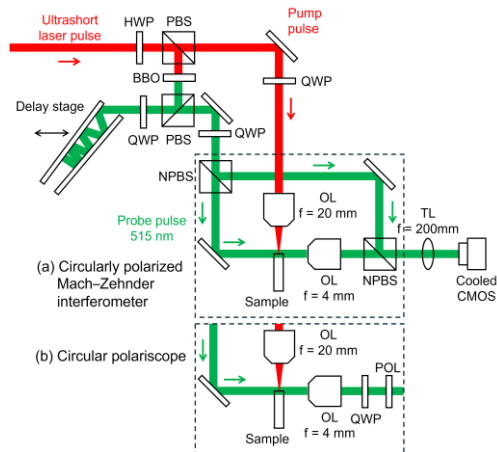 Ultrashort
laser pulse
HWP
PBS
Pump
pulse
BBO
QWP
Delay stage
QWP
PBS
QWP
NPBS
OL
f = 20 mm
TL
f = 200mm
Probe pulse
515 nm
(a) Circularly polarized
Mach–Zehnder
interferometer
OL
f = 4 mm
NPBS
Sample
Cooled
CMOS
(b) Circular polariscope
OL
f = 20 mm
POL
OL
f = 4 mm
QWP
Sample